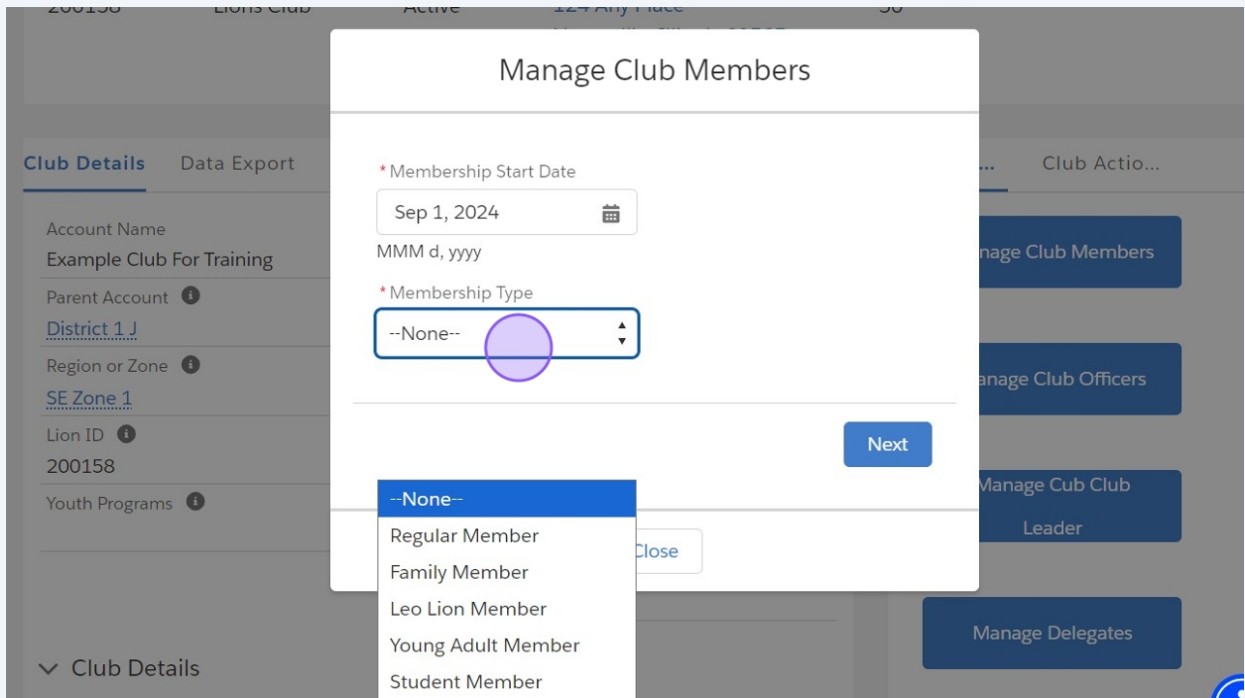 200158 Lions Club Active 124 Any Place
Manage Club Members
Club Details Data Export
... Club Actio...
* Membership Start Date
Sep 1, 2024
MMM d, yyyy
* Membership Type
--None--
Account Name
Example Club For Training
Parent Account
District 1 J
Region or Zone
SE Zone 1
Lion ID
200158
Youth Programs
Next
--None--
Regular Member
Family Member
Leo Lion Member
Young Adult Member
Student Member
Close
nage Club Members
anage Club Officers
Manage Cub Club
Leader
Manage Delegates
Club Details